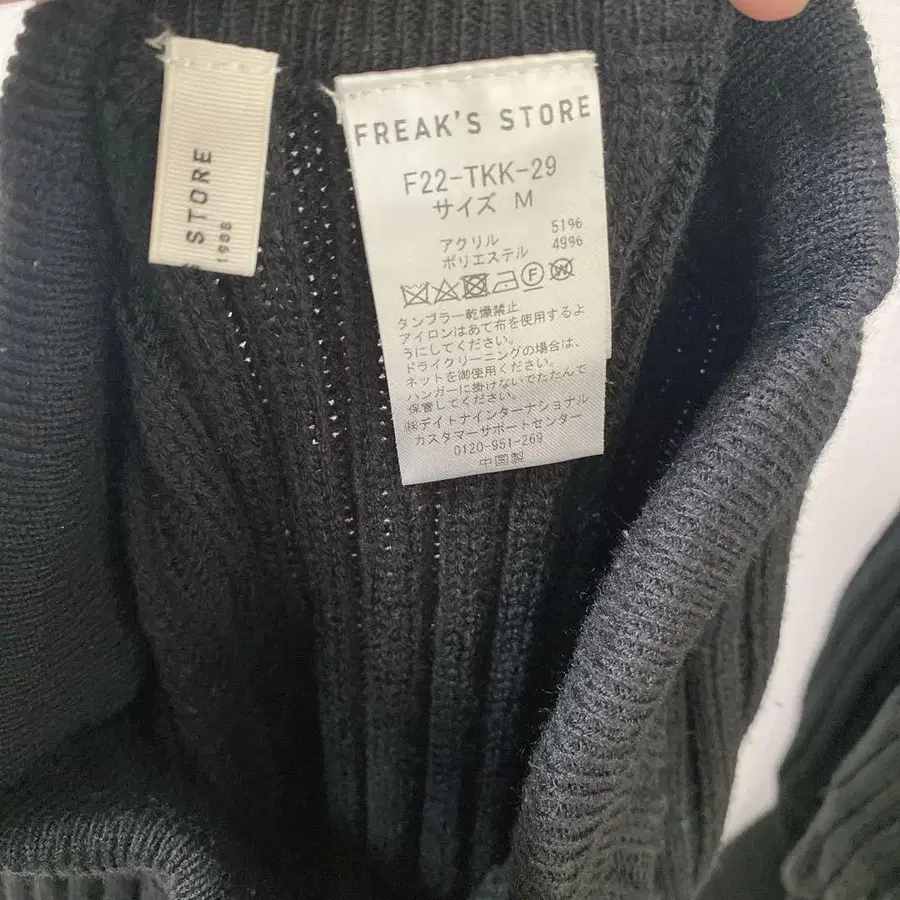 STORE
1986
FREAK'S STORE
F22-TKK-29
サイズ M
アクリル 51%
ポリエステル 49%
F
W
タンブラー乾燥禁止
アイロンはあて布を使用するよ
うにしてください。
ドライクリーニングの場合は、
ネットを御使用ください。
ハンガーに掛けないでたたんで
保管してください。
㈱デイトナインターナショナル
カスタマーサポートセンター
0120-951-269
中国製